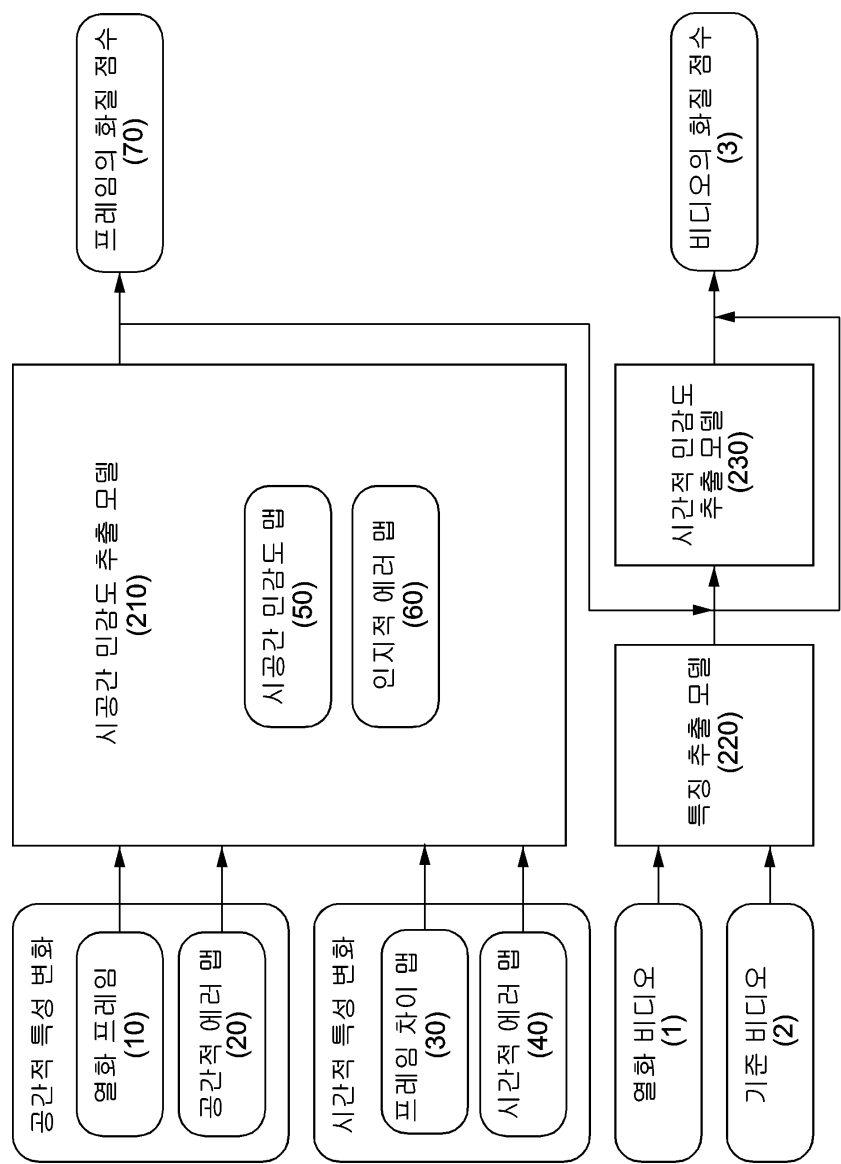 공간적 특성 변화
열화 프레임
(10)
공간적 에러 맵
(20)
시간적 특성 변화
프레임 차이 맵
(30)
시간적 에러 맵
(40)
시공간 민감도 추출 모델
(210)
시공간 민감도 맵
(50)
인지적 에러 맵
(60)
프레임의 화질 점수
(70)
열화 비디오
(1)
기준 비디오
(2)
특징 추출 모델
(220)
시간적 민감도
추출 모델
(230)
비디오의 화질 점수
(3)